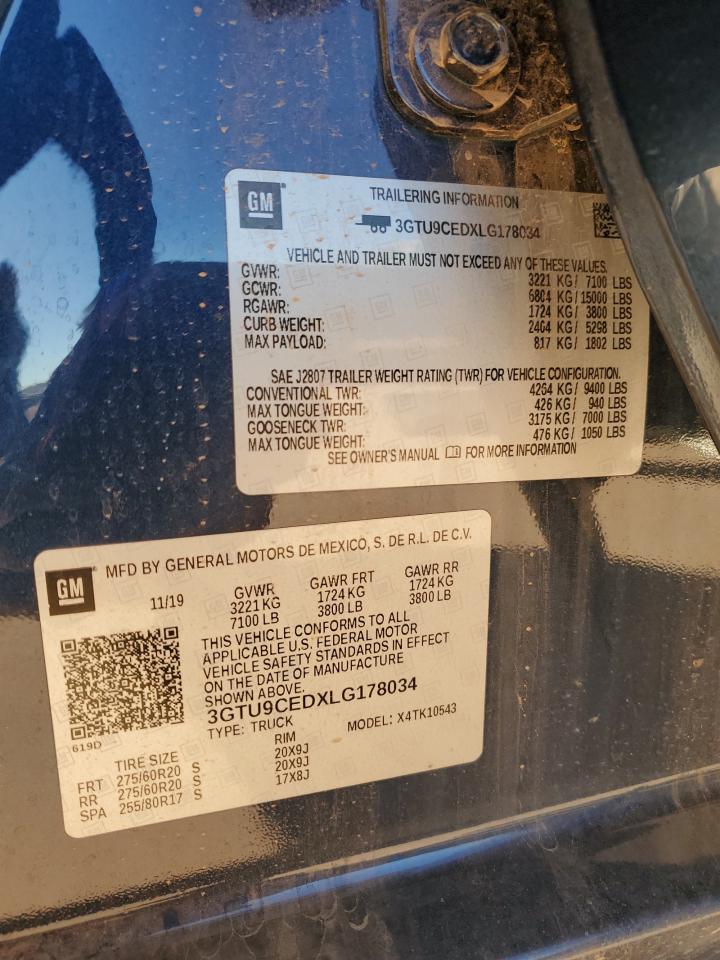 GM
TRAILERING INFORMATION
3GTU9CEDXLG178034
VEHICLE AND TRAILER MUST NOT EXCEED ANY OF THESE VALUES.
GVWR: 3221 KG/ 7100 LBS
GCWR: 6804 KG/ 15000 LBS
RGAWR: 1724 KG/ 3800 LBS
CURB WEIGHT: 2404 KG/ 5298 LBS
MAX PAYLOAD: 817 KG/ 1802 LBS
SAE J2807 TRAILER WEIGHT RATING (TWR) FOR VEHICLE CONFIGURATION.
CONVENTIONAL TWR: 4264 KG/ 9400 LBS
MAX TONGUE WEIGHT: 426 KG/ 940 LBS
GOOSENECK TWR: 3175 KG/ 7000 LBS
MAX TONGUE WEIGHT: 476 KG/ 1050 LBS
SEE OWNER'S MANUAL FOR MORE INFORMATION
GM
MFD BY GENERAL MOTORS DE MEXICO, S. DE R.L. DE C.V.
11/19 GVWR GAWR FRT GAWR RR
3221 KG 1724 KG 1724 KG
7100 LB 3800 LB 3800 LB
THIS VEHICLE CONFORMS TO ALL
APPLICABLE U.S. FEDERAL MOTOR
VEHICLE SAFETY STANDARDS IN EFFECT
ON THE DATE OF MANUFACTURE
SHOWN ABOVE.
3GTU9CEDXLG178034
619D TYPE: TRUCK MODEL: X4TK10543
TIRE SIZE RIM
FRT 275/60R20 S 20X9J
RR 275/60R20 S 20X9J
SPA 255/80R17 S 17X8J